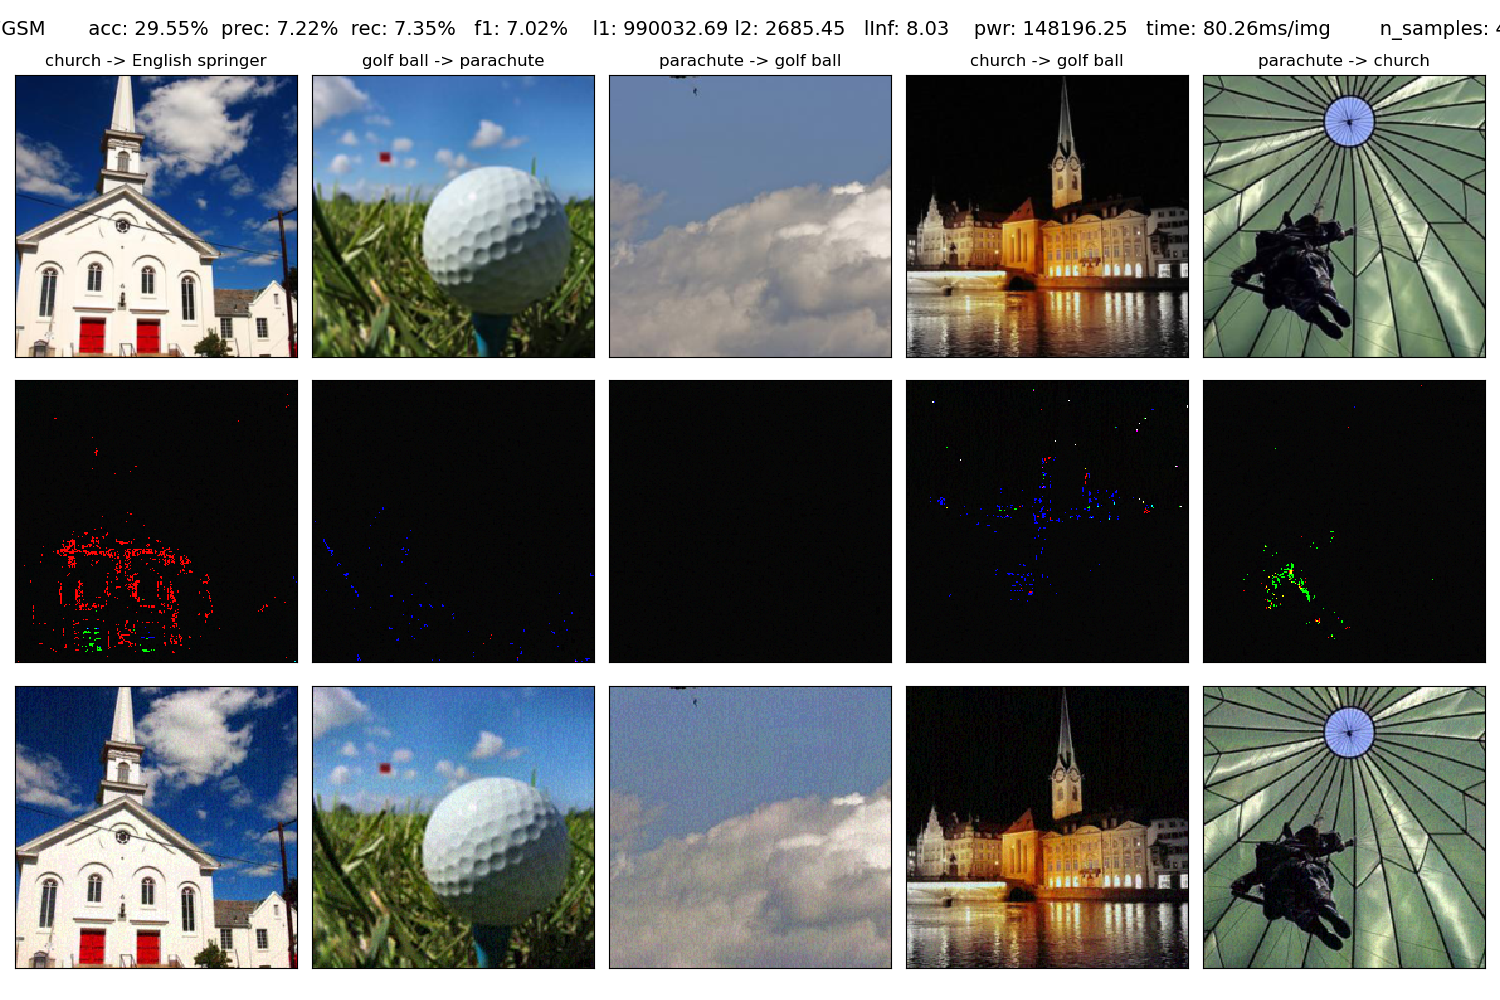 GSM acc: 29.55% prec: 7.22% rec: 7.35% f1: 7.02% l1: 990032.69 l2: 2685.45 lInf: 8.03 pwr: 148196.25 time: 80.26ms/img n_samples:
church -> English springer
golf ball -> parachute
parachute -> golf ball
church -> golf ball
parachute -> church